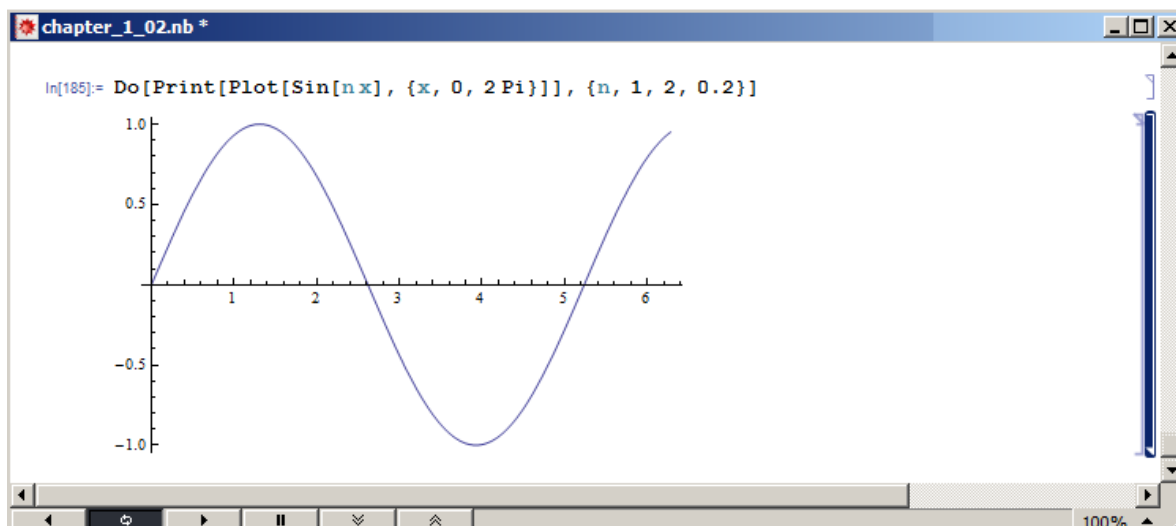 chapter_1_02.nb *
In[185]:= Do[Print[Plot[Sin[n x], {x, 0, 2 Pi}]], {n, 1, 2, 0.2}]
1.0
0.5
1 2 3 4 5 6
−0.5
−1.0
100%